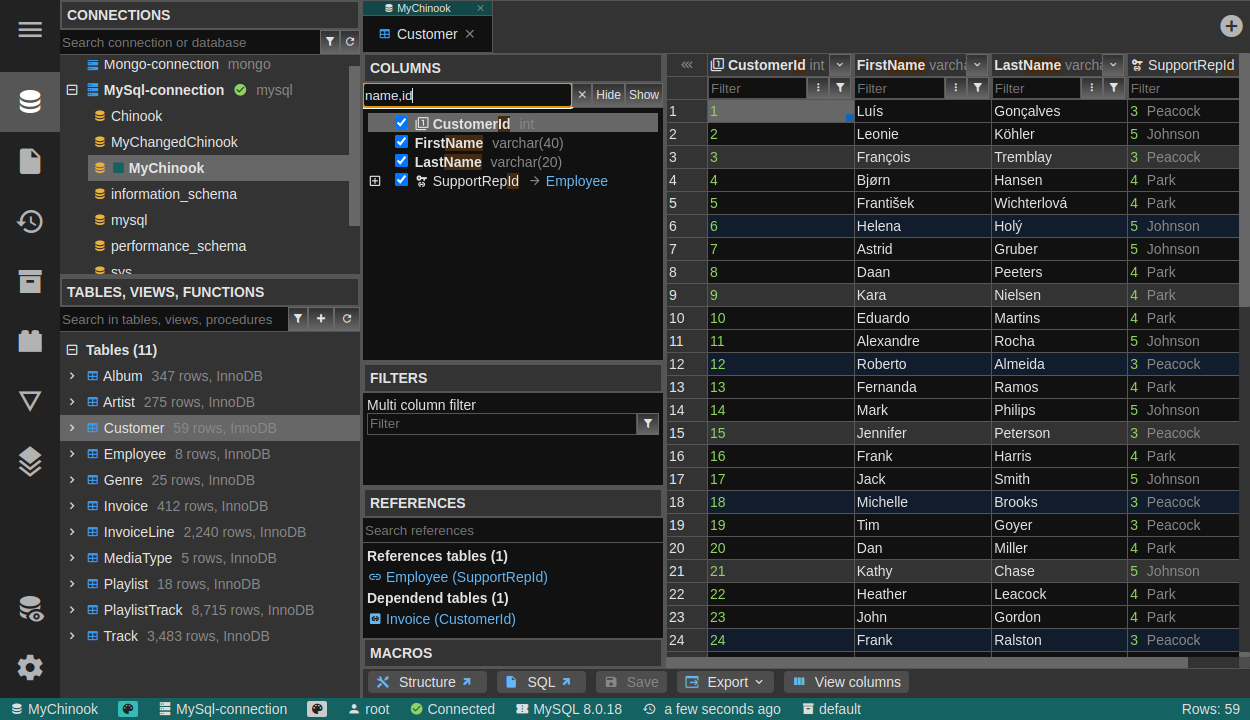 CONNECTIONS
Search connection or database
Mongo-connection mongo
MySql-connection mysql
Chinook
MyChangedChinook
MyChinook
information_schema
mysql
performance_schema
sys
TABLES, VIEWS, FUNCTIONS
Search in tables, views, procedures
Tables (11)
Album 347 rows, InnoDB
Artist 275 rows, InnoDB
Customer 59 rows, InnoDB
Employee 8 rows, InnoDB
Genre 25 rows, InnoDB
Invoice 412 rows, InnoDB
InvoiceLine 2,240 rows, InnoDB
MediaType 5 rows, InnoDB
Playlist 18 rows, InnoDB
PlaylistTrack 8,715 rows, InnoDB
Track 3,483 rows, InnoDB
MyChinook
Customer
COLUMNS
name,id
Hide Show
CustomerId int
FirstName varchar(40)
LastName varchar(20)
SupportRepId Employee
FILTERS
Multi column filter
Filter
REFERENCES
Search references
References tables (1)
Employee (SupportRepId)
Dependend tables (1)
Invoice (CustomerId)
MACROS
CustomerId int FirstName varcha LastName varcha SupportRepId
Filter Filter Filter Filter
1 1 Luís Gonçalves 3 Peacock
2 2 Leonie Köhler 5 Johnson
3 3 François Tremblay 3 Peacock
4 4 Bjørn Hansen 4 Park
5 5 František Wichterlová 4 Park
6 6 Helena Holý 5 Johnson
7 7 Astrid Gruber 5 Johnson
8 8 Daan Peeters 4 Park
9 9 Kara Nielsen 4 Park
10 10 Eduardo Martins 4 Park
11 11 Alexandre Rocha 5 Johnson
12 12 Roberto Almeida 3 Peacock
13 13 Fernanda Ramos 4 Park
14 14 Mark Philips 5 Johnson
15 15 Jennifer Peterson 3 Peacock
16 16 Frank Harris 4 Park
17 17 Jack Smith 5 Johnson
18 18 Michelle Brooks 3 Peacock
19 19 Tim Goyer 3 Peacock
20 20 Dan Miller 4 Park
21 21 Kathy Chase 5 Johnson
22 22 Heather Leacock 4 Park
23 23 John Gordon 4 Park
24 24 Frank Ralston 3 Peacock
Structure SQL Save Export View columns
MyChinook MySql-connection root Connected MySQL 8.0.18 a few seconds ago default Rows: 59